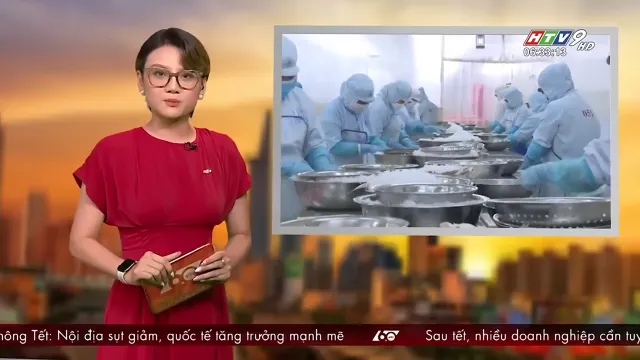 HTV9 HD
06:33:13
hông Tết: Nội địa sụt giảm, quốc tế tăng trưởng mạnh mẽ
60
Sau tết, nhiều doanh nghiệp cần tuy